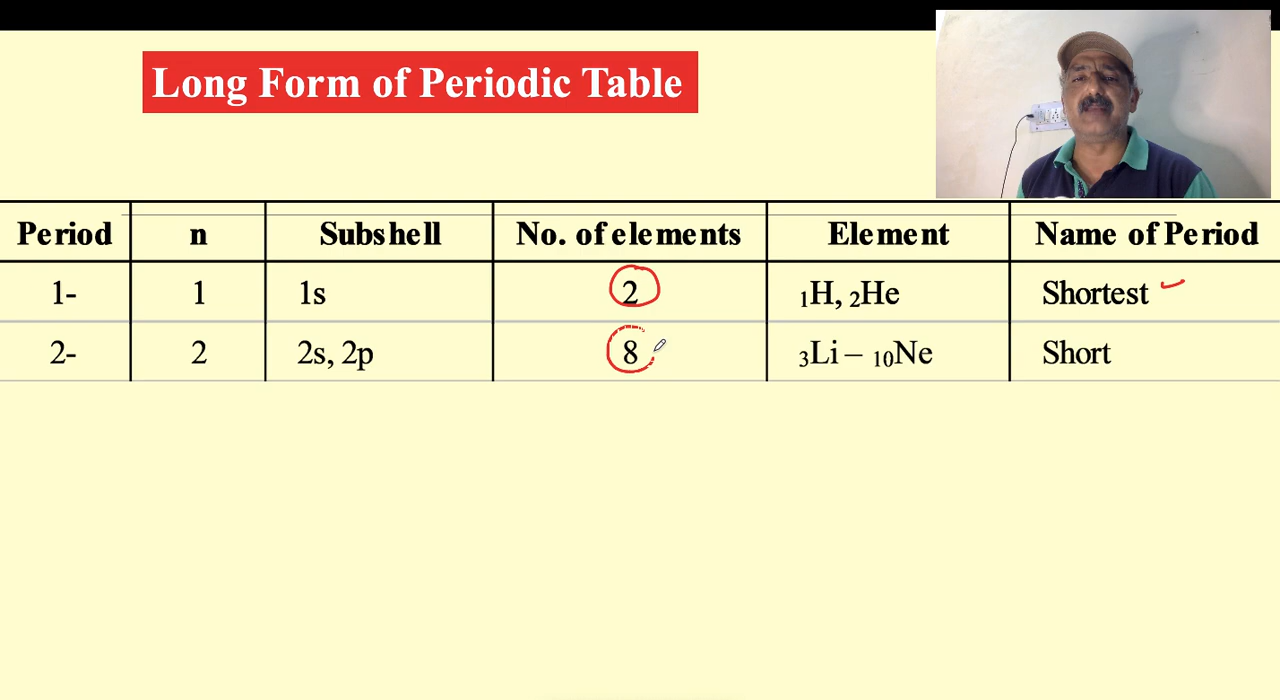 Long Form of Periodic Table
Period n Subshell No. of elements Element Name of Period
1- 1 1s 2 ₁H, ₂He Shortest
2- 2 2s, 2p 8 ₃Li – ₁₀Ne Short